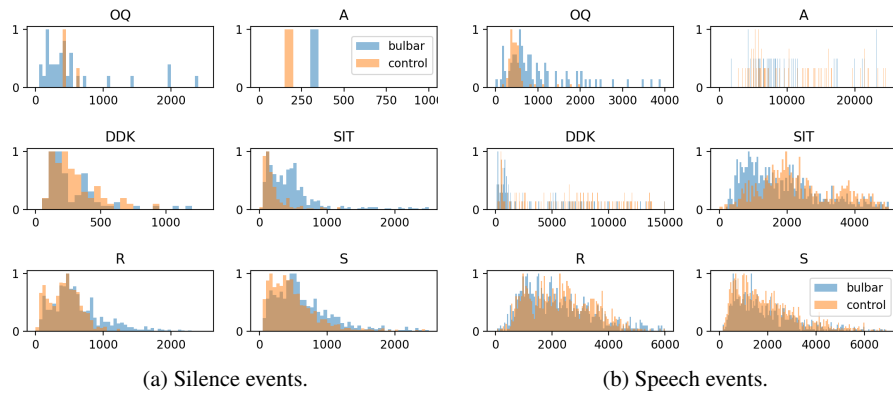 OQ A OQ A
1 1 1 1
bulbar
control
0 0 0 0
0 1000 2000 0 250 500 750 1000 0 1000 2000 3000 4000 0 10000 20000
DDK SIT DDK SIT
1 1 1 1
0 0 0 0
0 500 1000 0 1000 2000 0 5000 10000 15000 0 2000 4000
R S R S
1 1 1 1
bulbar
control
0 0 0 0
0 1000 2000 0 1000 2000 0 2000 4000 6000 0 2000 4000 6000
(a) Silence events. (b) Speech events.